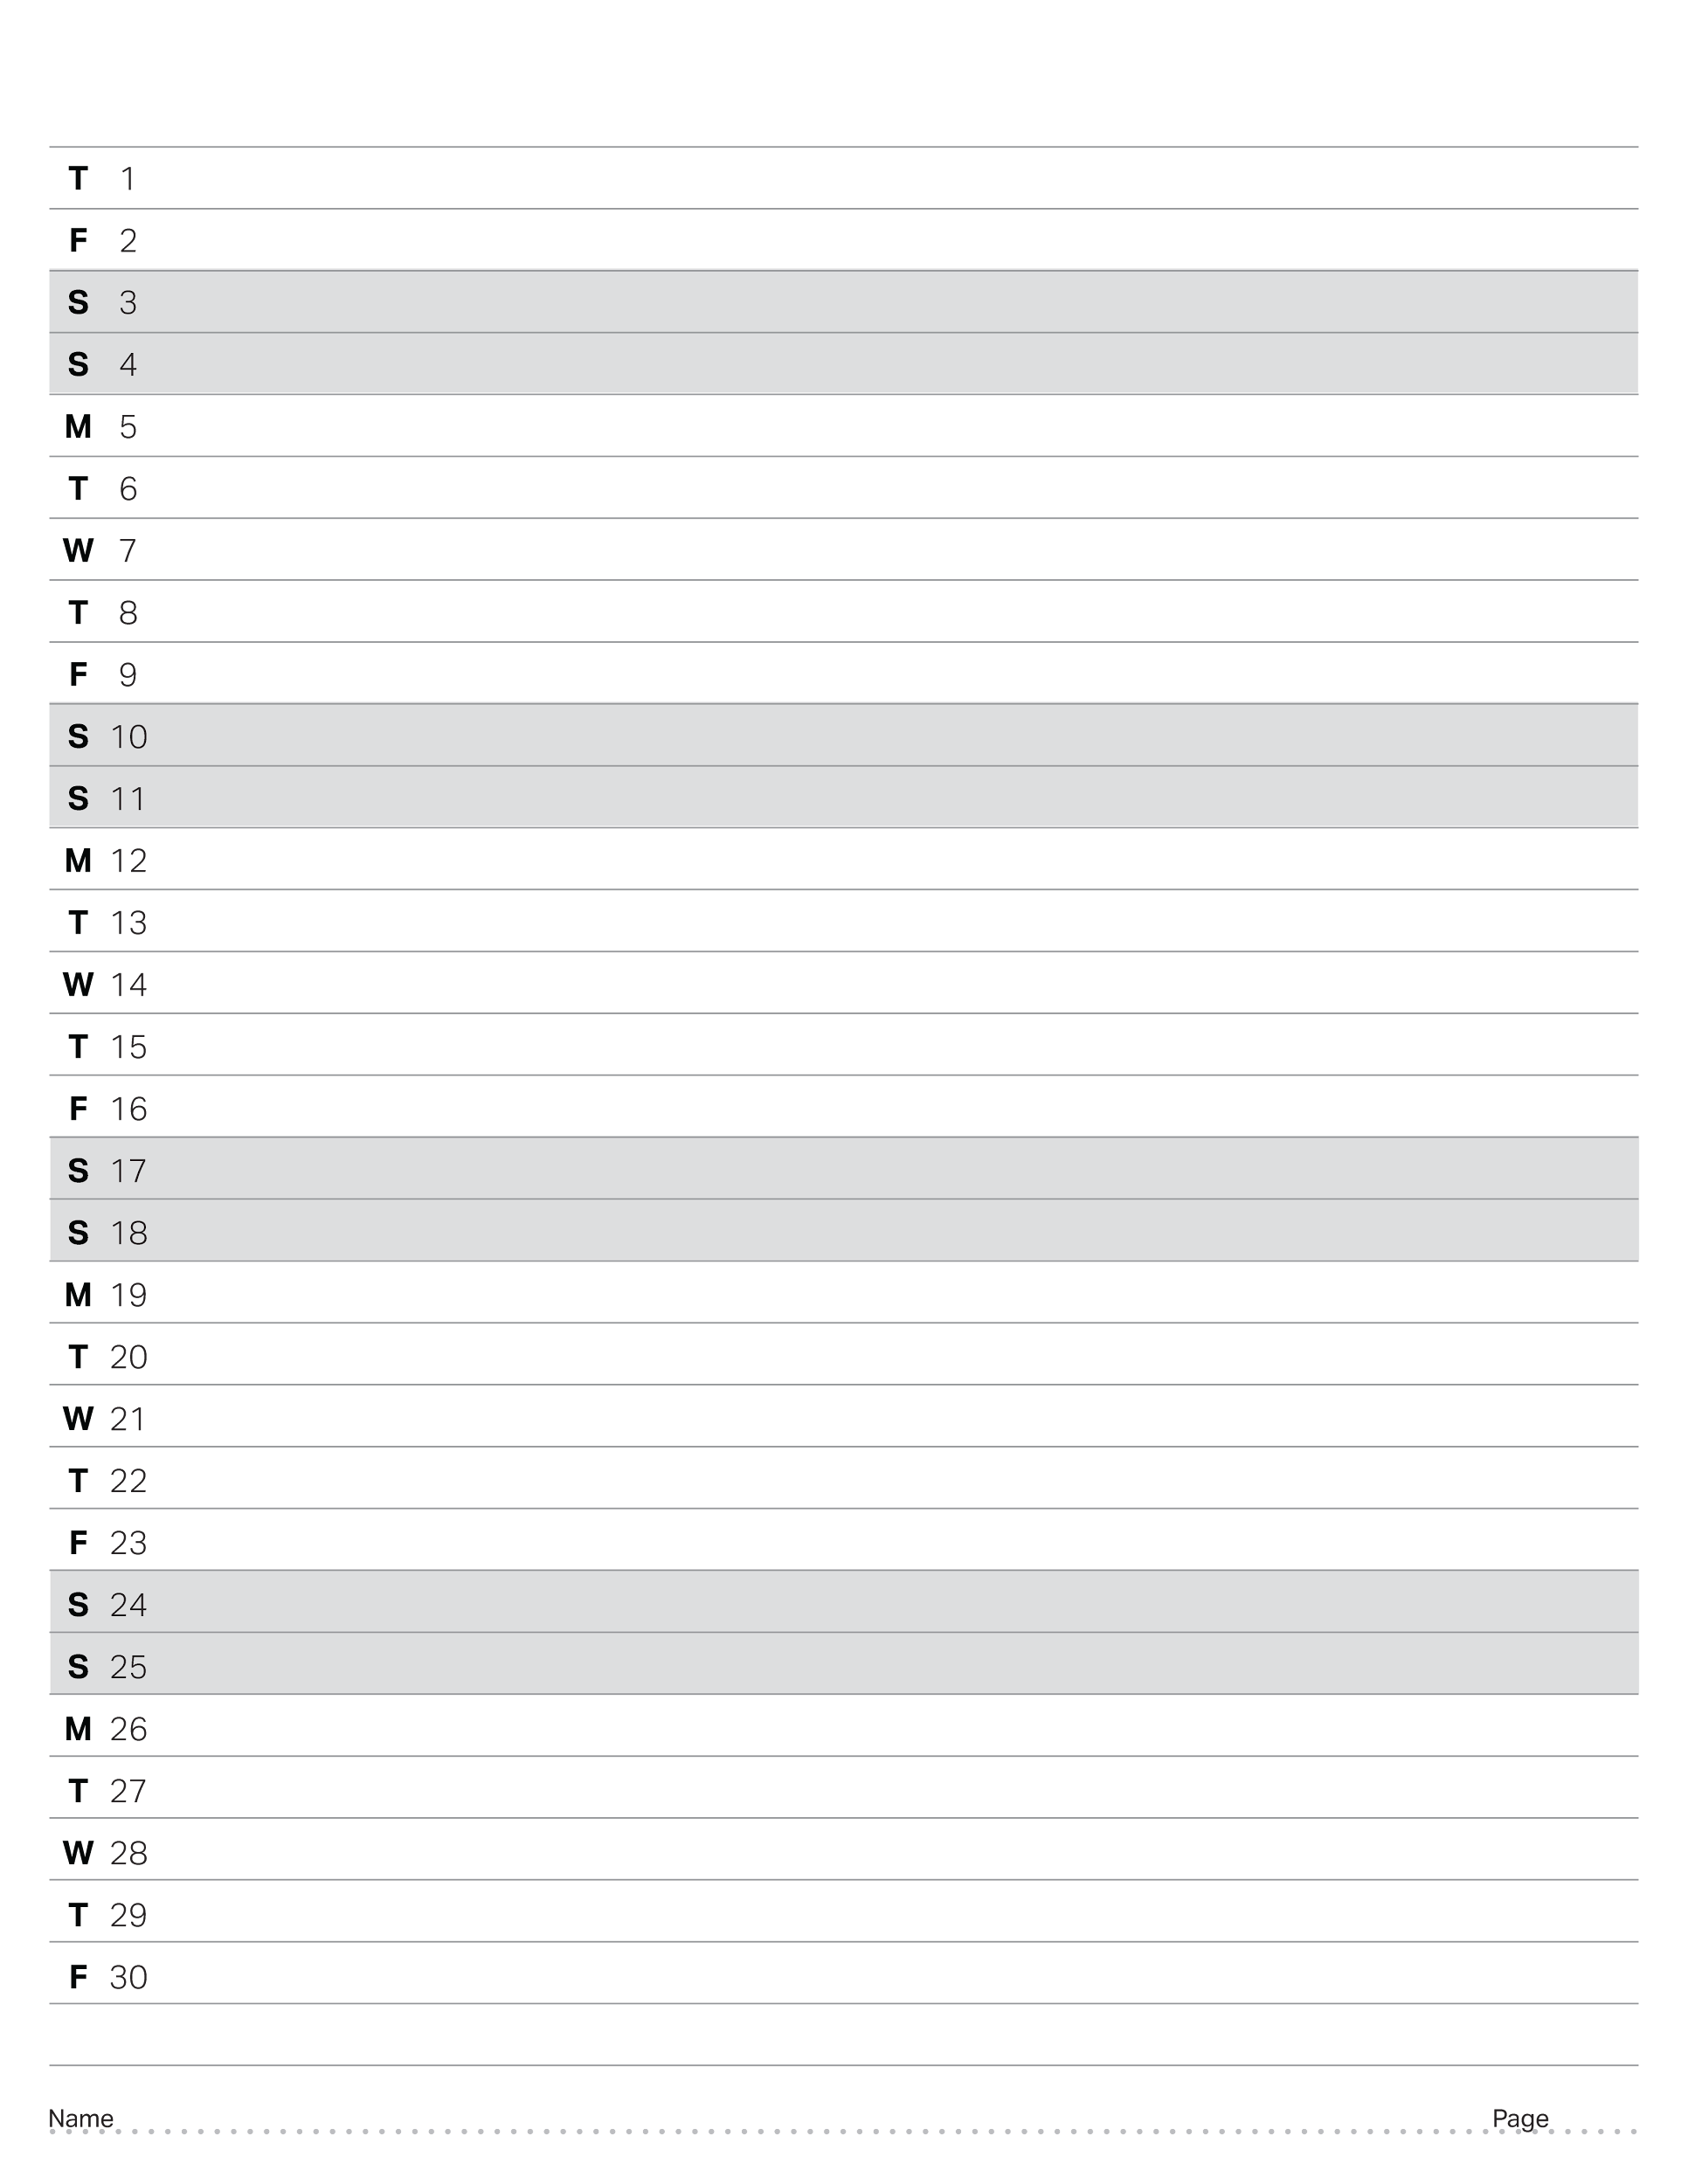 T 1
F 2
S 3
S 4
M 5
T 6
W 7
T 8
F 9
S 10
S 11
M 12
T 13
W 14
T 15
F 16
S 17
S 18
M 19
T 20
W 21
T 22
F 23
S 24
S 25
M 26
T 27
W 28
T 29
F 30
Name Page